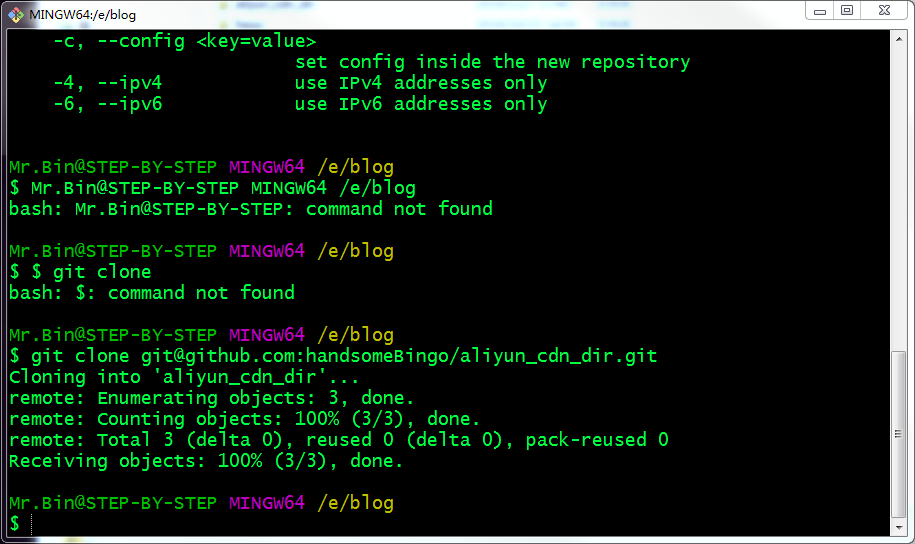 MINGW64:/e/blog
-c, --config <key=value>
set config inside the new repository
-4, --ipv4 use IPv4 addresses only
-6, --ipv6 use IPv6 addresses only
Mr.Bin@STEP-BY-STEP MINGW64 /e/blog
$ Mr.Bin@STEP-BY-STEP MINGW64 /e/blog
bash: Mr.Bin@STEP-BY-STEP: command not found
Mr.Bin@STEP-BY-STEP MINGW64 /e/blog
$ $ git clone
bash: $: command not found
Mr.Bin@STEP-BY-STEP MINGW64 /e/blog
$ git clone git@github.com:handsomeBingo/aliyun_cdn_dir.git
Cloning into 'aliyun_cdn_dir'...
remote: Enumerating objects: 3, done.
remote: Counting objects: 100% (3/3), done.
remote: Total 3 (delta 0), reused 0 (delta 0), pack-reused 0
Receiving objects: 100% (3/3), done.
Mr.Bin@STEP-BY-STEP MINGW64 /e/blog
$